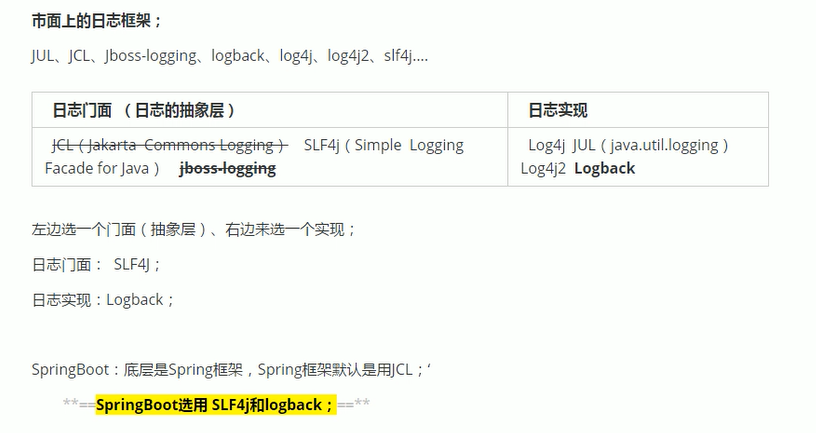 市面上的日志框架；
JUL、JCL、Jboss-logging、logback、log4j、log4j2、slf4j....
日志门面 （日志的抽象层）
日志实现
JCL（Jakarta Commons Logging） SLF4j（Simple Logging
Facade for Java） jboss-logging
Log4j JUL（java.util.logging）
Log4j2 Logback
左边选一个门面（抽象层）、右边来选一个实现；
日志门面： SLF4J；
日志实现：Logback；
SpringBoot：底层是Spring框架，Spring框架默认是用JCL；‘
**==SpringBoot选用 SLF4j和logback；==**